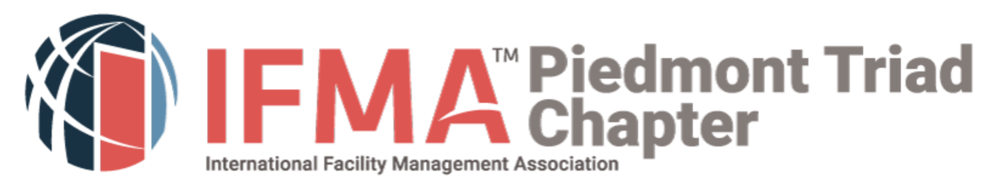 IFMA™ Piedmont Triad
Chapter
International Facility Management Association